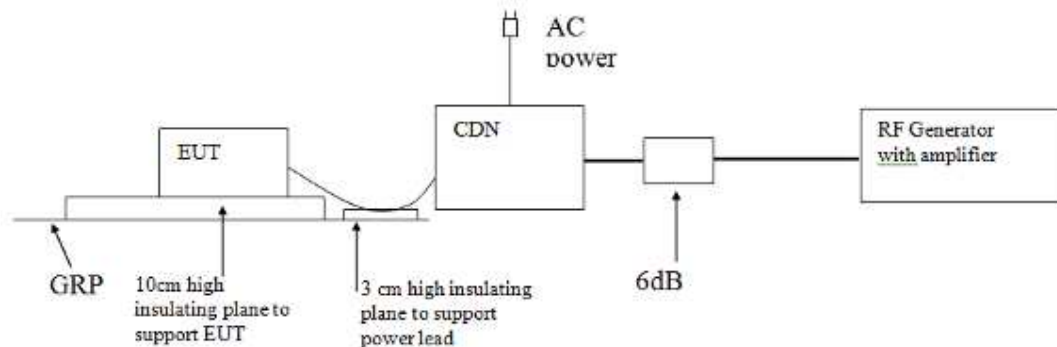 AC
power
CDN
RF Generator
with amplifier
EUT
GRP
10cm high
insulating plane to
support EUT
3 cm high insulating
plane to support
power lead
6dB